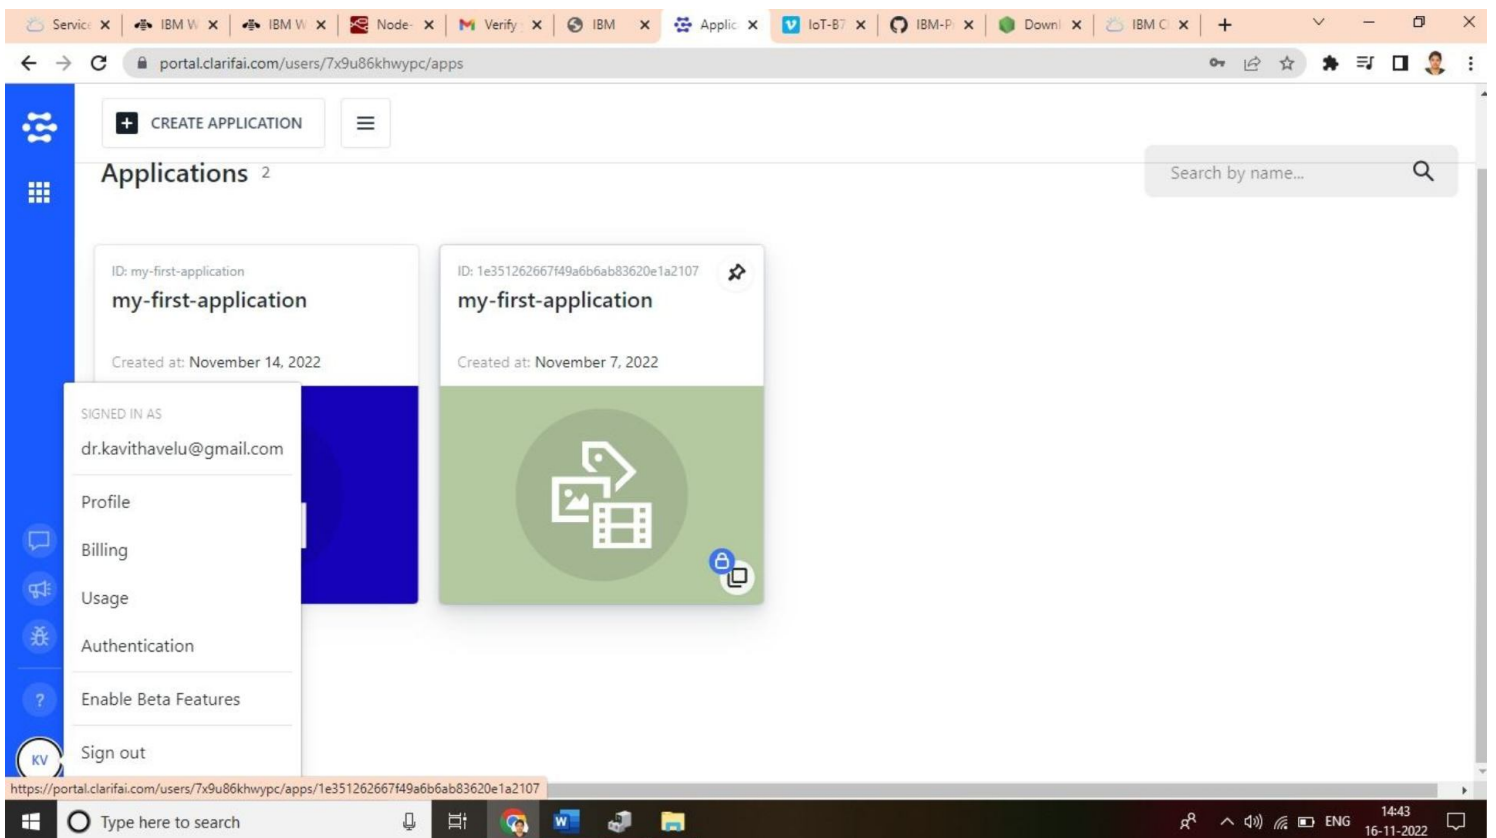 Service IBM W IBM W Node- Verify IBM Applic IoT-B7 IBM-P Downl IBM C
portal.clarifai.com/users/7x9u86khwypc/apps
CREATE APPLICATION
Applications 2
Search by name...
ID: my-first-application
my-first-application
Created at: November 14, 2022
ID: 1e351262667f49a6b6ab83620e1a2107
my-first-application
Created at: November 7, 2022
SIGNED IN AS
dr.kavithavelu@gmail.com
Profile
Billing
Usage
Authentication
Enable Beta Features
?
KV
Sign out
https://portal.clarifai.com/users/7x9u86khwypc/apps/1e351262667f49a6b6ab83620e1a2107
Type here to search
W
ENG
14:43
16-11-2022